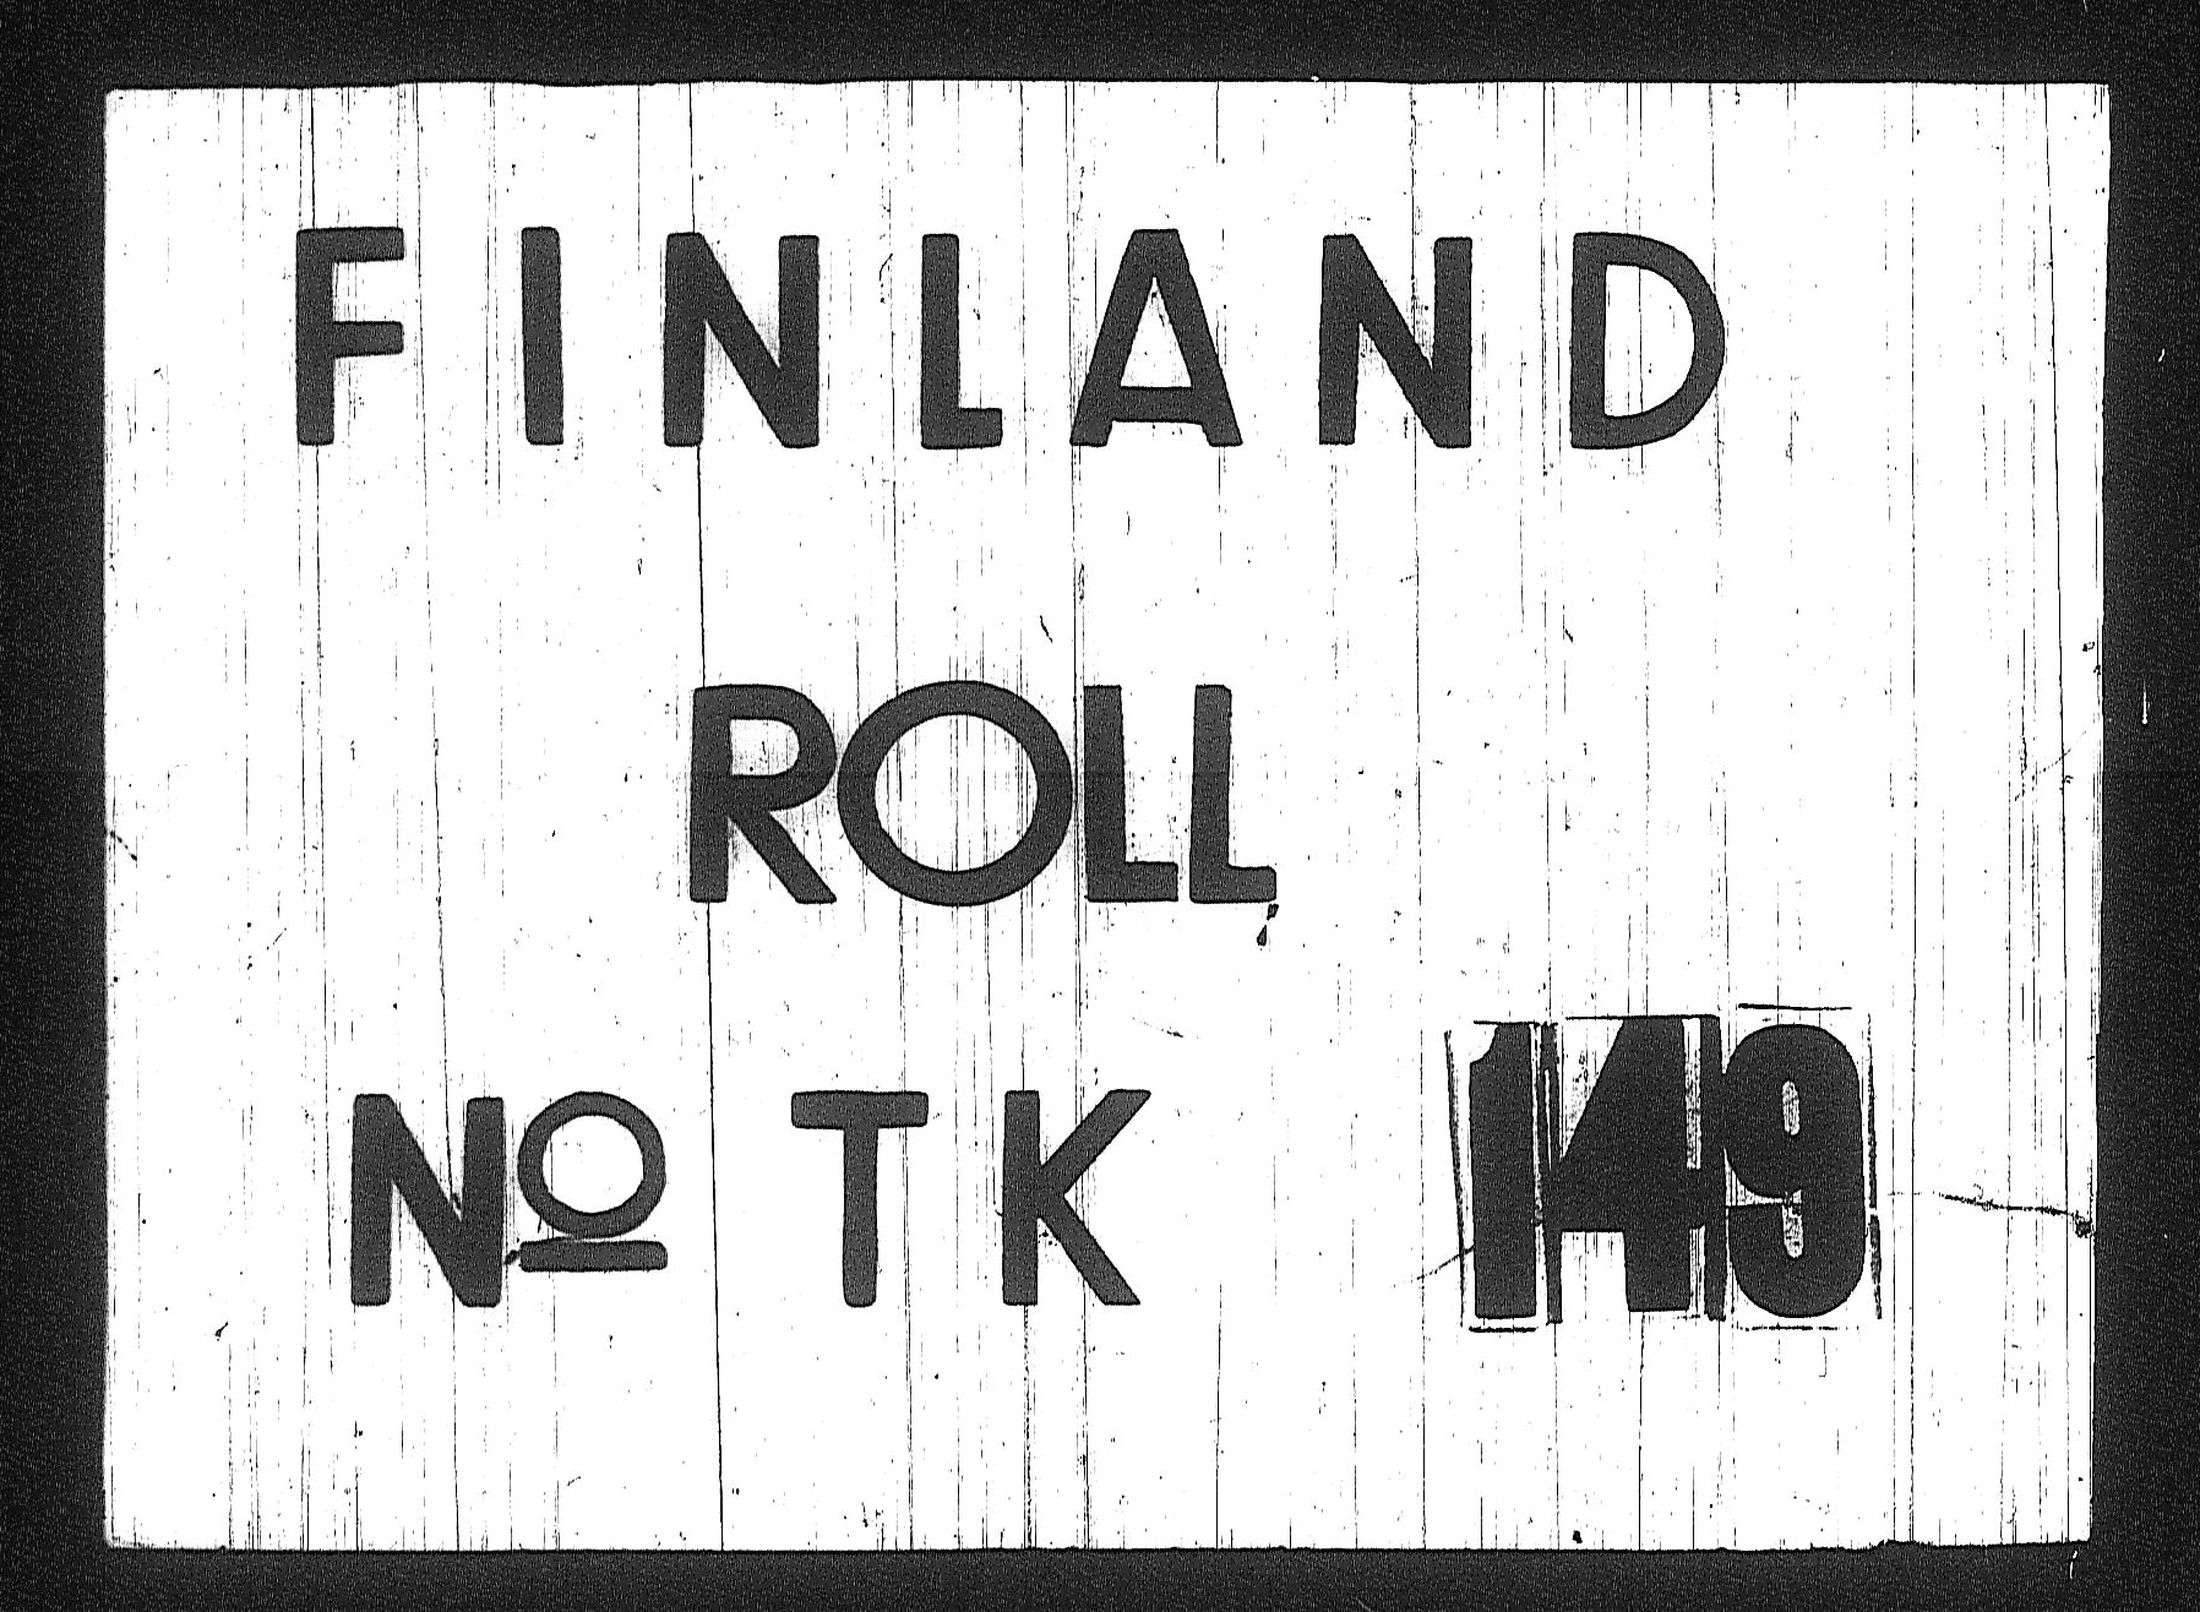 FINLAND
ROLL
Nº TK 149